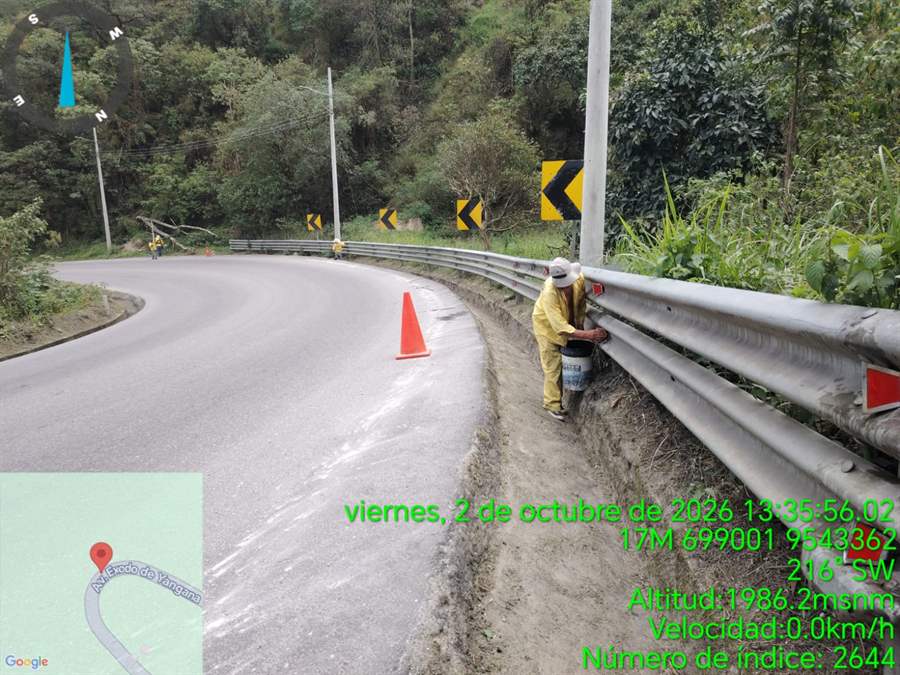 S
W
E
N
Av. Exodo de Yangana
Google
viernes, 2 de octubre de 2026 13:35:56.02
17M 699001 9543362
216° SW
Altitud:1986.2msnm
Velocidad:0.0km/h
Número de índice: 2644